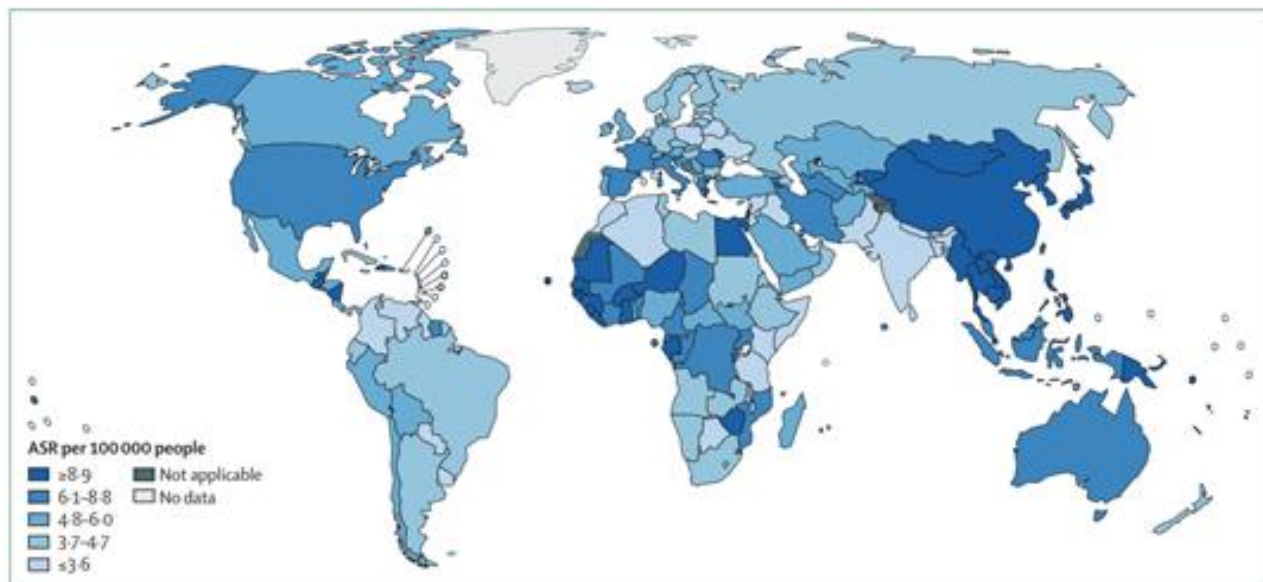 ASR per 100 000 people
≥8·9
6·1–8·8
4·8–6·0
3·7–4·7
≤3·6
Not applicable
No data